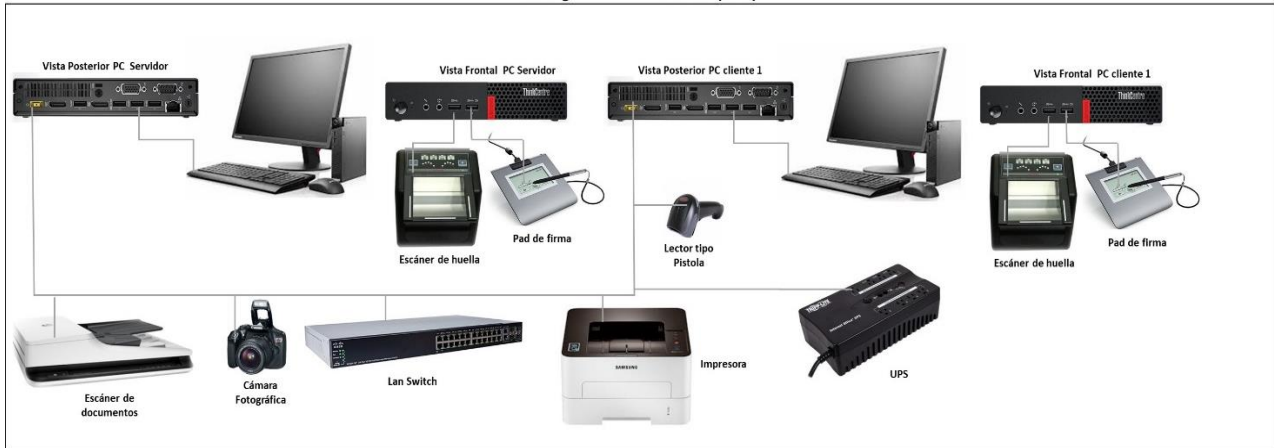 Vista Posterior PC Servidor
Vista Frontal PC Servidor
Vista Posterior PC cliente 1
Vista Frontal PC cliente 1
ThinkCentre
ThinkCentre
Pad de firma
Escáner de huella
Lector tipo
Pistola
Pad de firma
Escáner de huella
Escáner de
documentos
Cámara
Fotográfica
Lan Switch
SAMSUNG
Impresora
TRIPP·LITE
UPS